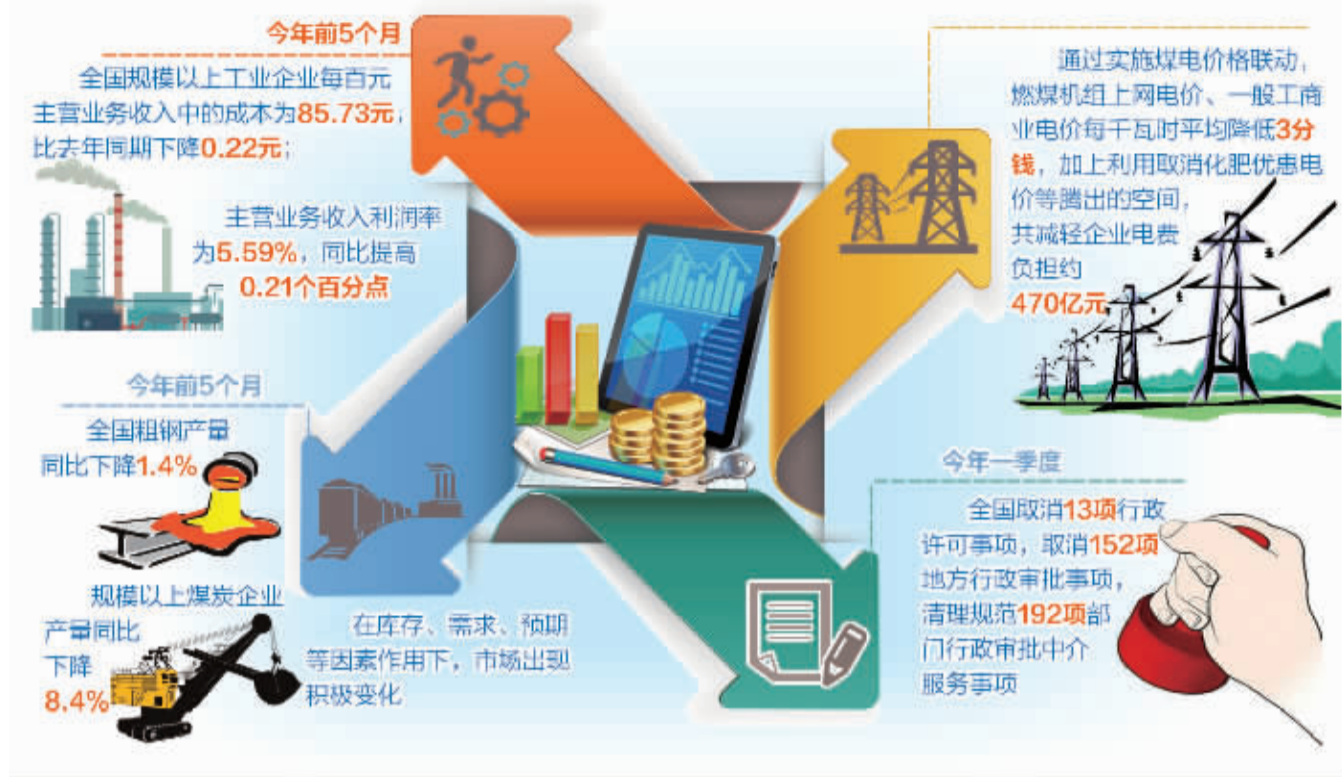 今年前5个月
全国规模以上工业企业每百元
主营业务收入中的成本为85.73元，
比去年同期下降0.22元；
主营业务收入利润率
为5.59%，同比提高
0.21个百分点
通过实施煤电价格联动，
燃煤机组上网电价、一般工商
业电价每千瓦时平均降低3分
钱，加上利用取消化肥优惠电
价等腾出的空间，
共减轻企业电费
负担约
470亿元
今年前5个月
全国粗钢产量
同比下降1.4%
规模以上煤炭企业
产量同比
下降
8.4%
在库存、需求、预期
等因素作用下，市场出现
积极变化
今年一季度
全国取消13项行政
许可事项，取消152项
地方行政审批事项，
清理规范192项部
门行政审批中介
服务事项